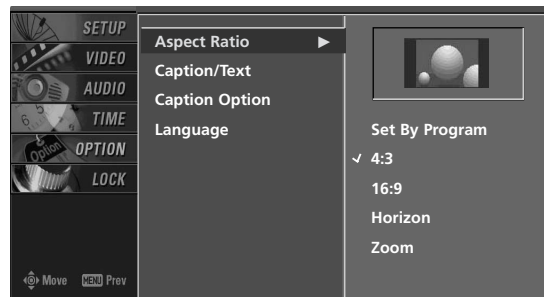 SETUP
VIDEO
AUDIO
TIME
OPTION
LOCK
Move MENU Prev
Aspect Ratio ►
Caption/Text
Caption Option
Language
Set By Program
✓ 4:3
16:9
Horizon
Zoom